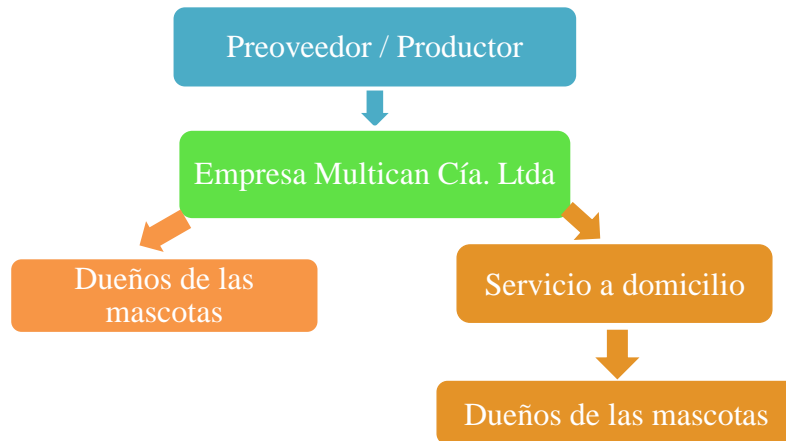 Preoveedor / Productor
Empresa Multican Cía. Ltda
Dueños de las
mascotas
Servicio a domicilio
Dueños de las mascotas